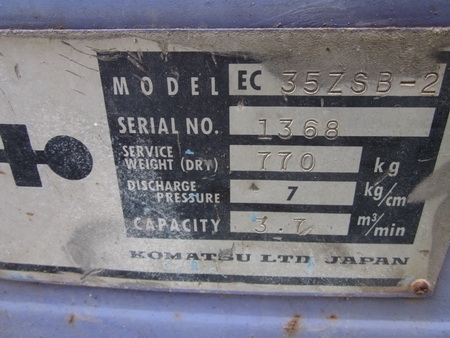 MODEL EC 35ZSB-2
SERIAL NO. 1368
SERVICE
WEIGHT (DRY) 770 kg
DISCHARGE
PRESSURE 7 kg/cm
CAPACITY 3.7 m³/min
KOMATSU LTD JAPAN